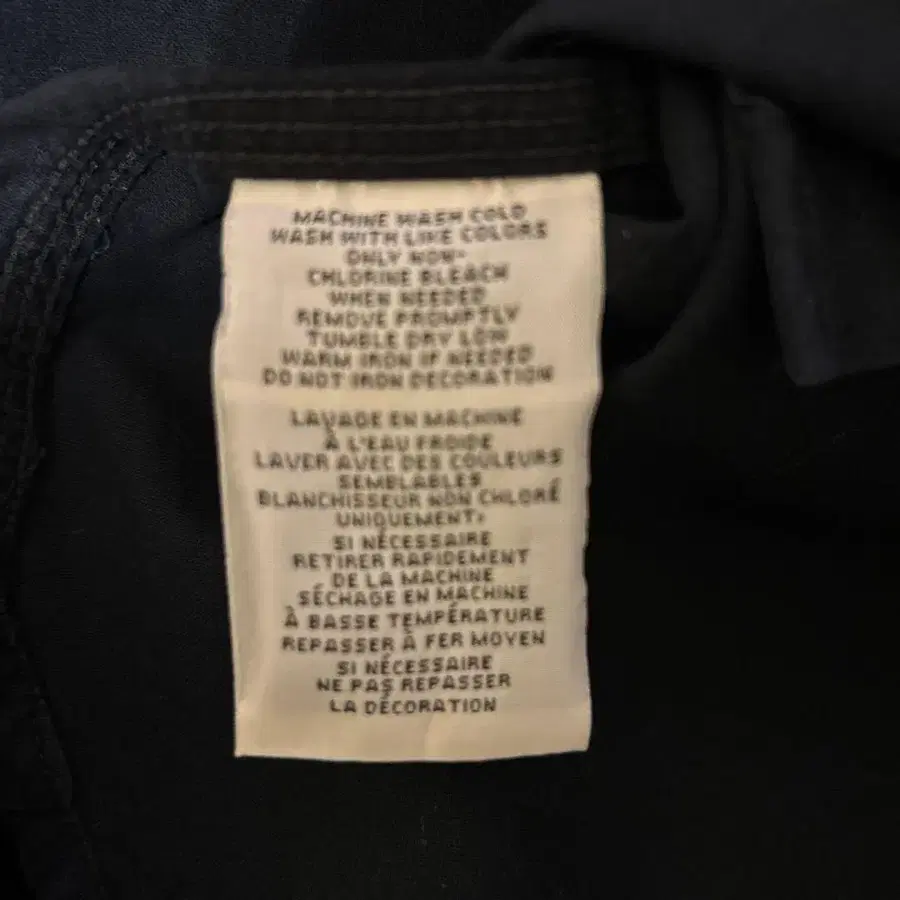 MACHINE WASH COLD
WASH WITH LIKE COLORS
ONLY NON-
CHLORINE BLEACH
WHEN NEEDED
REMOVE PROMPTLY
TUMBLE DRY LOW
WARM IRON IF NEEDED
DO NOT IRON DECORATION
LAVAGE EN MACHINE
À L'EAU FROIDE
LAVER AVEC DES COULEURS
SEMBLABLES
BLANCHISSEUR NON CHLORÉ
UNIQUEMENT,
SI NÉCESSAIRE
RETIRER RAPIDEMENT
DE LA MACHINE
SÉCHAGE EN MACHINE
À BASSE TEMPÉRATURE
REPASSER À FER MOYEN
SI NÉCESSAIRE
NE PAS REPASSER
LA DÉCORATION